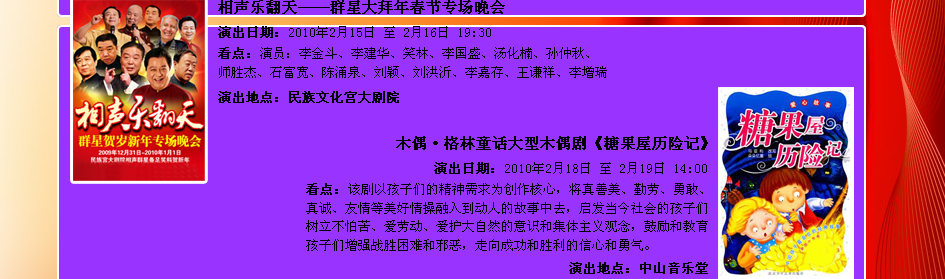 相声乐翻天——群星大拜年春节专场晚会
演出日期：2010年2月15日 至 2月16日 19:30
看点：演员：李金斗、李建华、笑林、李国盛、汤化楠、孙仲秋、
师胜杰、石富宽、陈涌泉、刘颖、刘洪沂、李嘉存、王谦祥、李增瑞
演出地点：民族文化宫大剧院
相声乐翻天
群星贺岁新年专场晚会
2009年12月31日-2010年1月1日
民族宫大剧院相声群星备足笑料贺新年
木偶·格林童话大型木偶剧《糖果屋历险记》
演出日期：2010年2月18日 至 2月19日 14:00
看点：该剧以孩子们的精神需求为创作核心，将真善美、勤劳、勇敢、
真诚、友情等美好情操融入到动人的故事中去，启发当今社会的孩子们
树立不怕苦、爱劳动、爱护大自然的意识和集体主义观念，鼓励和教育
孩子们增强战胜困难和邪恶，走向成功和胜利的信心和勇气。
演出地点：中山音乐堂
糖果屋
历险记